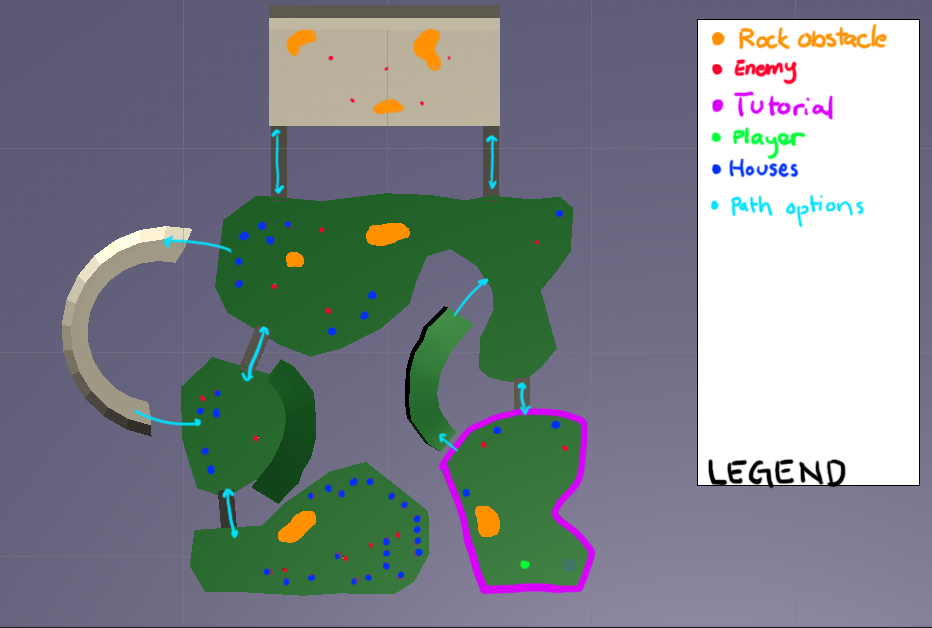 Rock obstacle
Enemy
Tutorial
Player
Houses
Path options
LEGEND